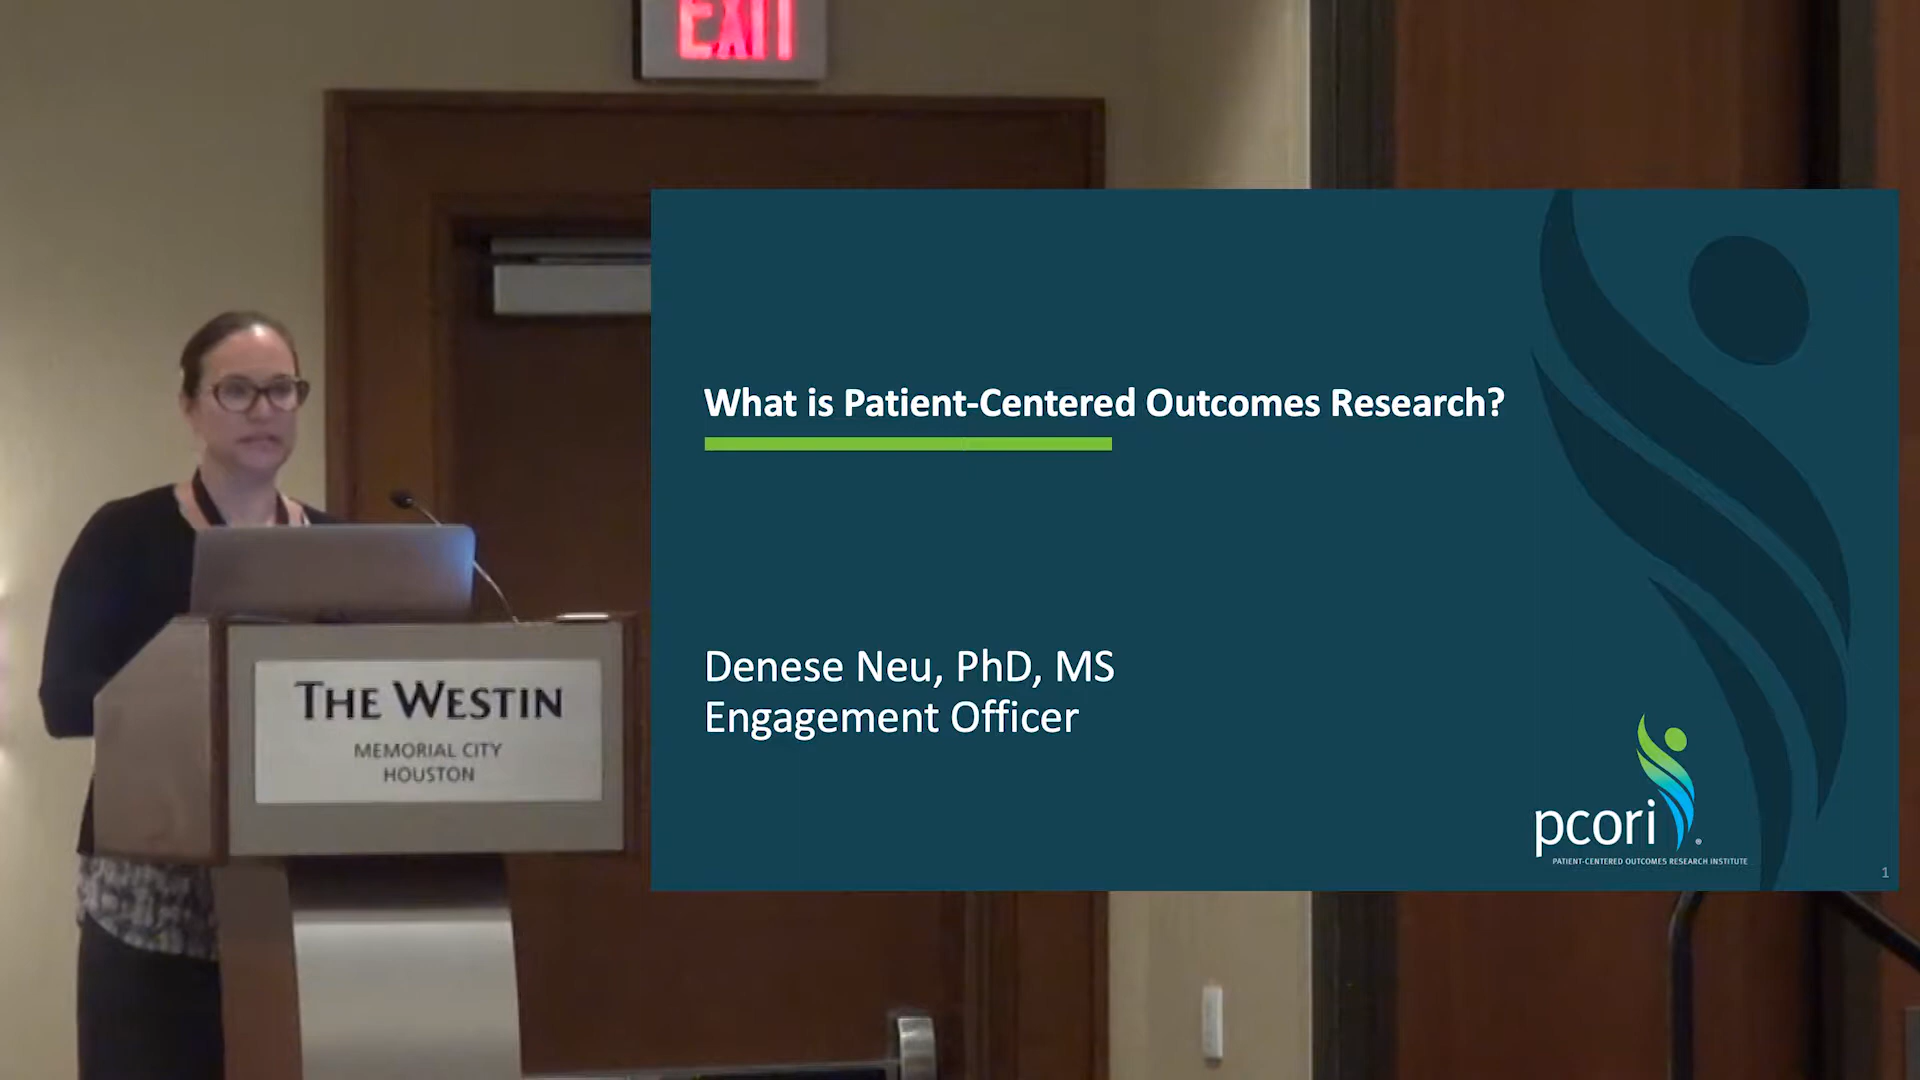 EXIT
What is Patient-Centered Outcomes Research?
Denese Neu, PhD, MS
Engagement Officer
pcori®
PATIENT-CENTERED OUTCOMES RESEARCH INSTITUTE
1
THE WESTIN
MEMORIAL CITY
HOUSTON